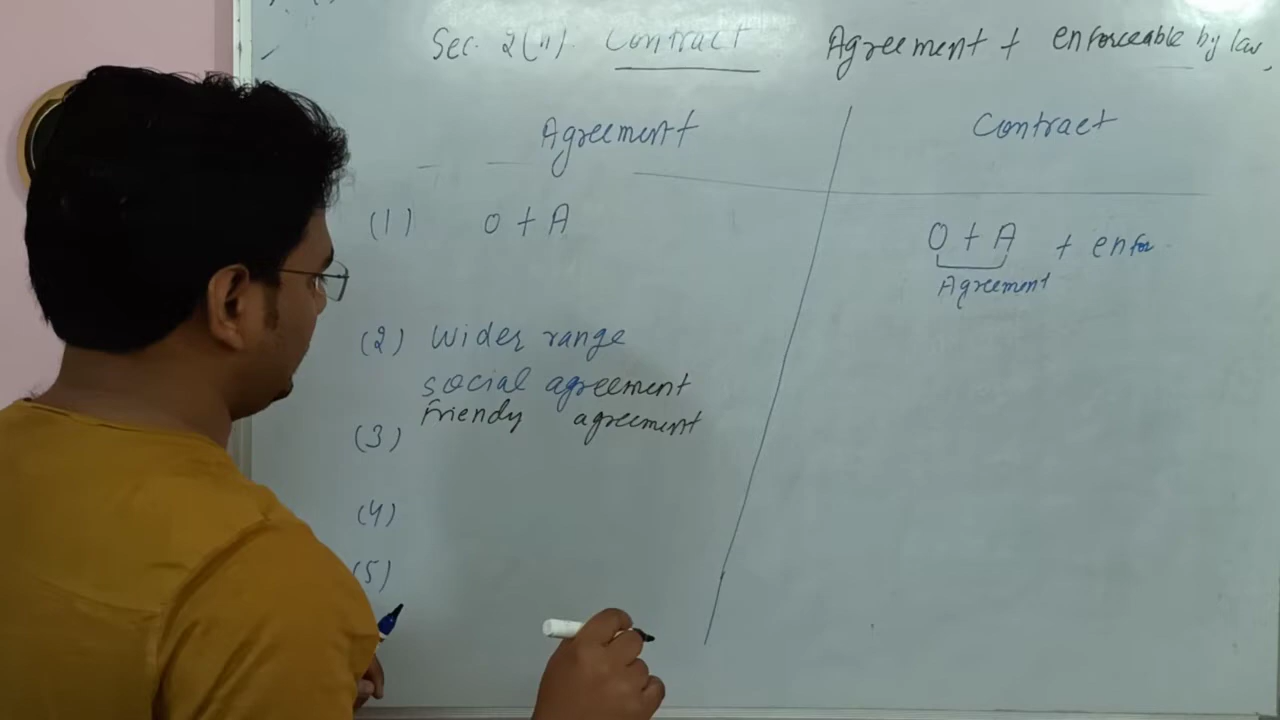 Sec. 2(h). Contract Agreement + enforceable by law,
Agreement Contract
(1) O + A
O + A + enfor
Agreement
(2) Wider range
social agreement
friendy agreement
(3)
(4)
(5)